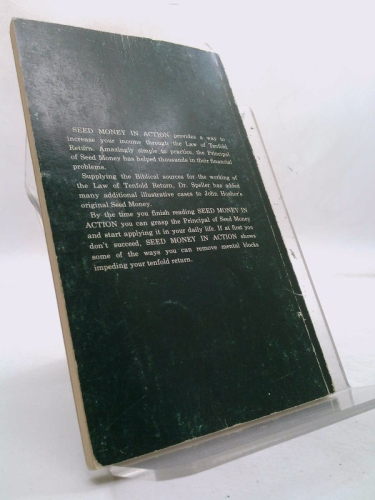 SEED MONEY IN ACTION provides a way to
increase your income through the Law of Tenfold
Return. Amazingly simple to practice, the Principal
of Seed Money has helped thousands in their financial
problems.
Supplying the Biblical sources for the working of
the Law of Tenfold Return, Dr. Speller has added
many additional illustrative cases to John Hoshor's
original Seed Money.
By the time you finish reading SEED MONEY IN
ACTION you can grasp the Principal of Seed Money
and start applying it in your daily life. If at first you
don't succeed, SEED MONEY IN ACTION shows
some of the ways you can remove mental blocks
impeding your tenfold return.